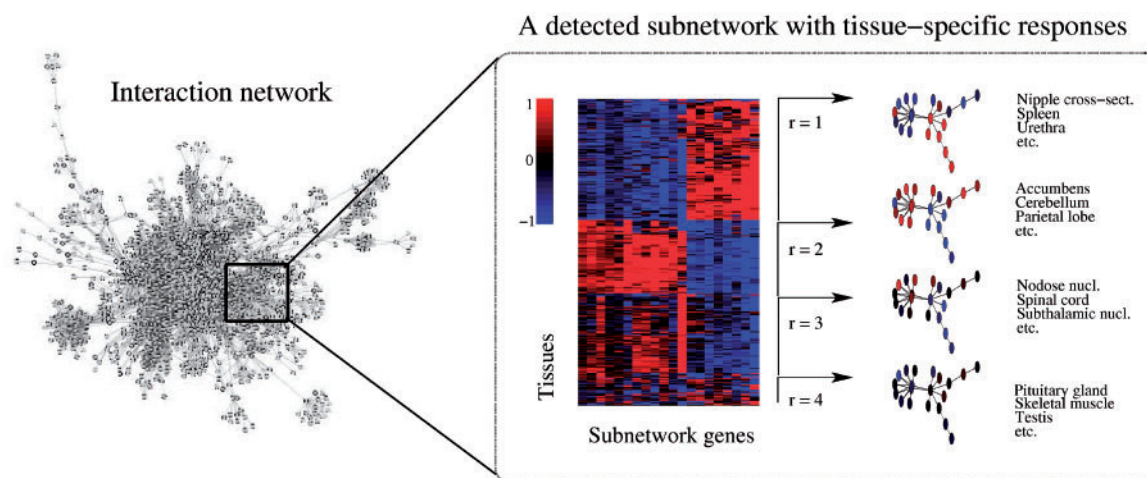 A detected subnetwork with tissue−specific responses
Interaction network
1
0
−1
Tissues
Subnetwork genes
r = 1
Nipple cross-sect.
Spleen
Urethra
etc.
r = 2
Accumbens
Cerebellum
Parietal lobe
etc.
r = 3
Nodose nucl.
Spinal cord
Subthalamic nucl.
etc.
r = 4
Pituitary gland
Skeletal muscle
Testis
etc.